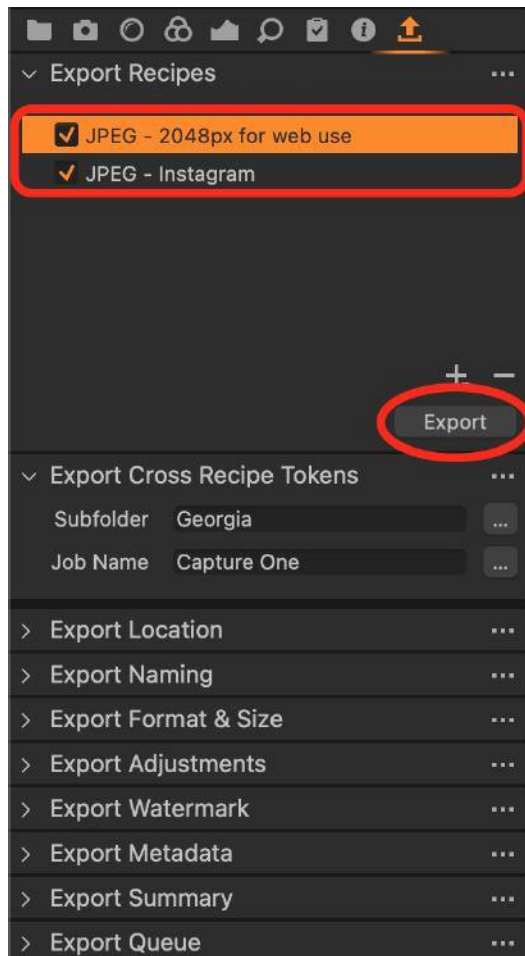 Export Recipes
JPEG - 2048px for web use
JPEG - Instagram
Export
Export Cross Recipe Tokens
Subfolder Georgia ...
Job Name Capture One ...
Export Location
Export Naming
Export Format & Size
Export Adjustments
Export Watermark
Export Metadata
Export Summary
Export Queue